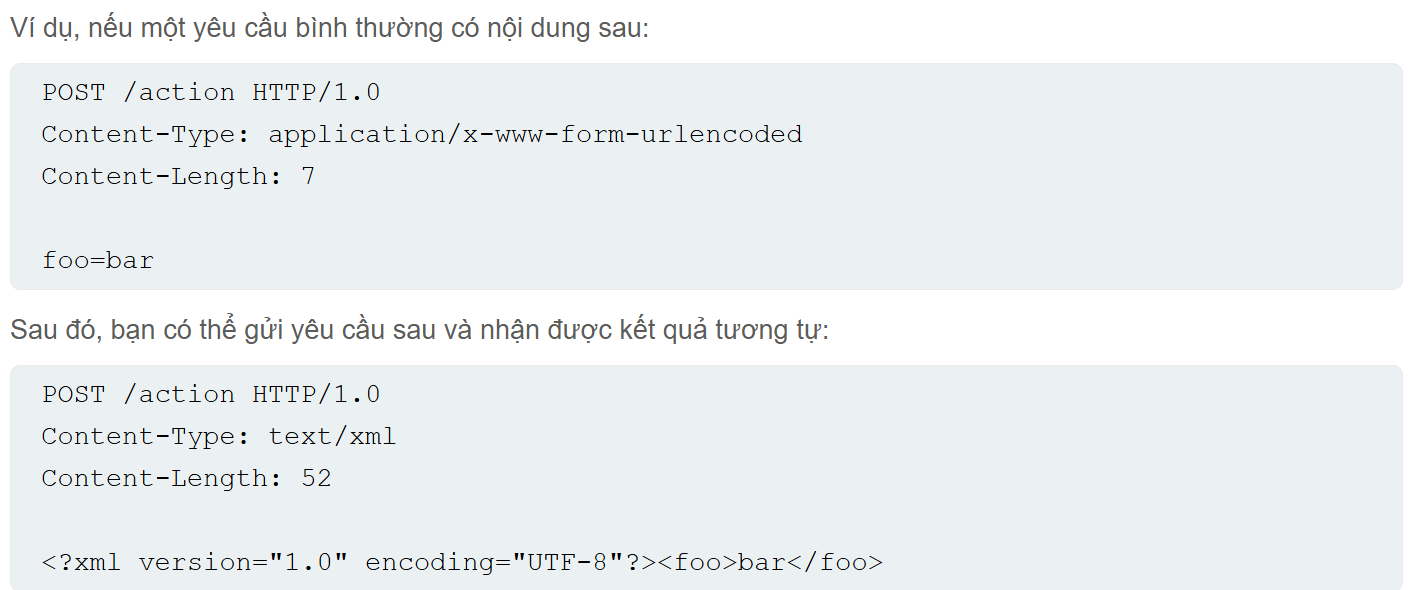 Ví dụ, nếu một yêu cầu bình thường có nội dung sau:
POST /action HTTP/1.0
Content-Type: application/x-www-form-urlencoded
Content-Length: 7
foo=bar
Sau đó, bạn có thể gửi yêu cầu sau và nhận được kết quả tương tự:
POST /action HTTP/1.0
Content-Type: text/xml
Content-Length: 52
<?xml version="1.0" encoding="UTF-8"?><foo>bar</foo>